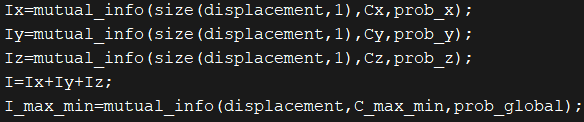 Ix=mutual_info(size(displacement,1),Cx,prob_x);
Iy=mutual_info(size(displacement,1),Cy,prob_y);
Iz=mutual_info(size(displacement,1),Cz,prob_z);
I=Ix+Iy+Iz;
I_max_min=mutual_info(displacement,C_max_min,prob_global);